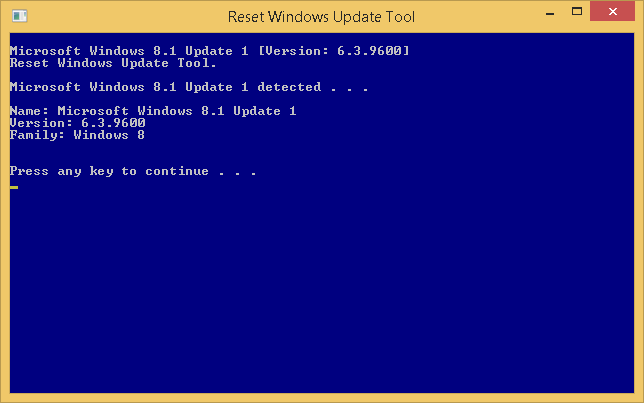 Reset Windows Update Tool
Microsoft Windows 8.1 Update 1 [Version: 6.3.9600]
Reset Windows Update Tool.
Microsoft Windows 8.1 Update 1 detected . . .
Name: Microsoft Windows 8.1 Update 1
Version: 6.3.9600
Family: Windows 8
Press any key to continue . . .